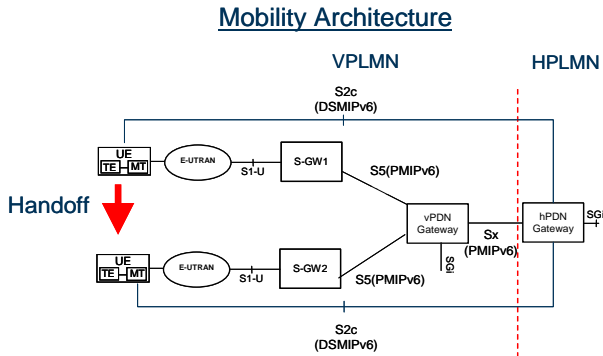 Mobility Architecture
VPLMN
HPLMN
S2c
(DSMIPv6)
UE
TE
MT
E-UTRAN
S1-U
S-GW1
S5(PMIPv6)
Handoff
vPDN
Gateway
SGi
Sx
(PMIPv6)
hPDN
Gateway
SGi
UE
TE
MT
E-UTRAN
S1-U
S-GW2
S5(PMIPv6)
S2c
(DSMIPv6)